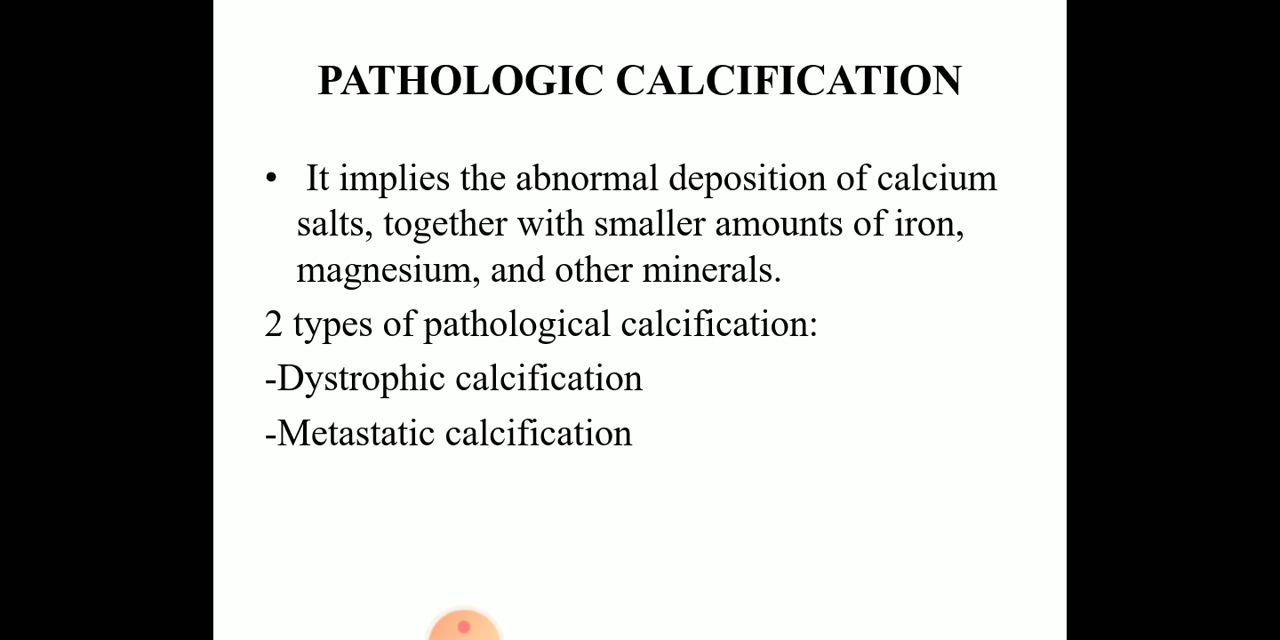 PATHOLOGIC CALCIFICATION
• It implies the abnormal deposition of calcium
salts, together with smaller amounts of iron,
magnesium, and other minerals.
2 types of pathological calcification:
-Dystrophic calcification
-Metastatic calcification